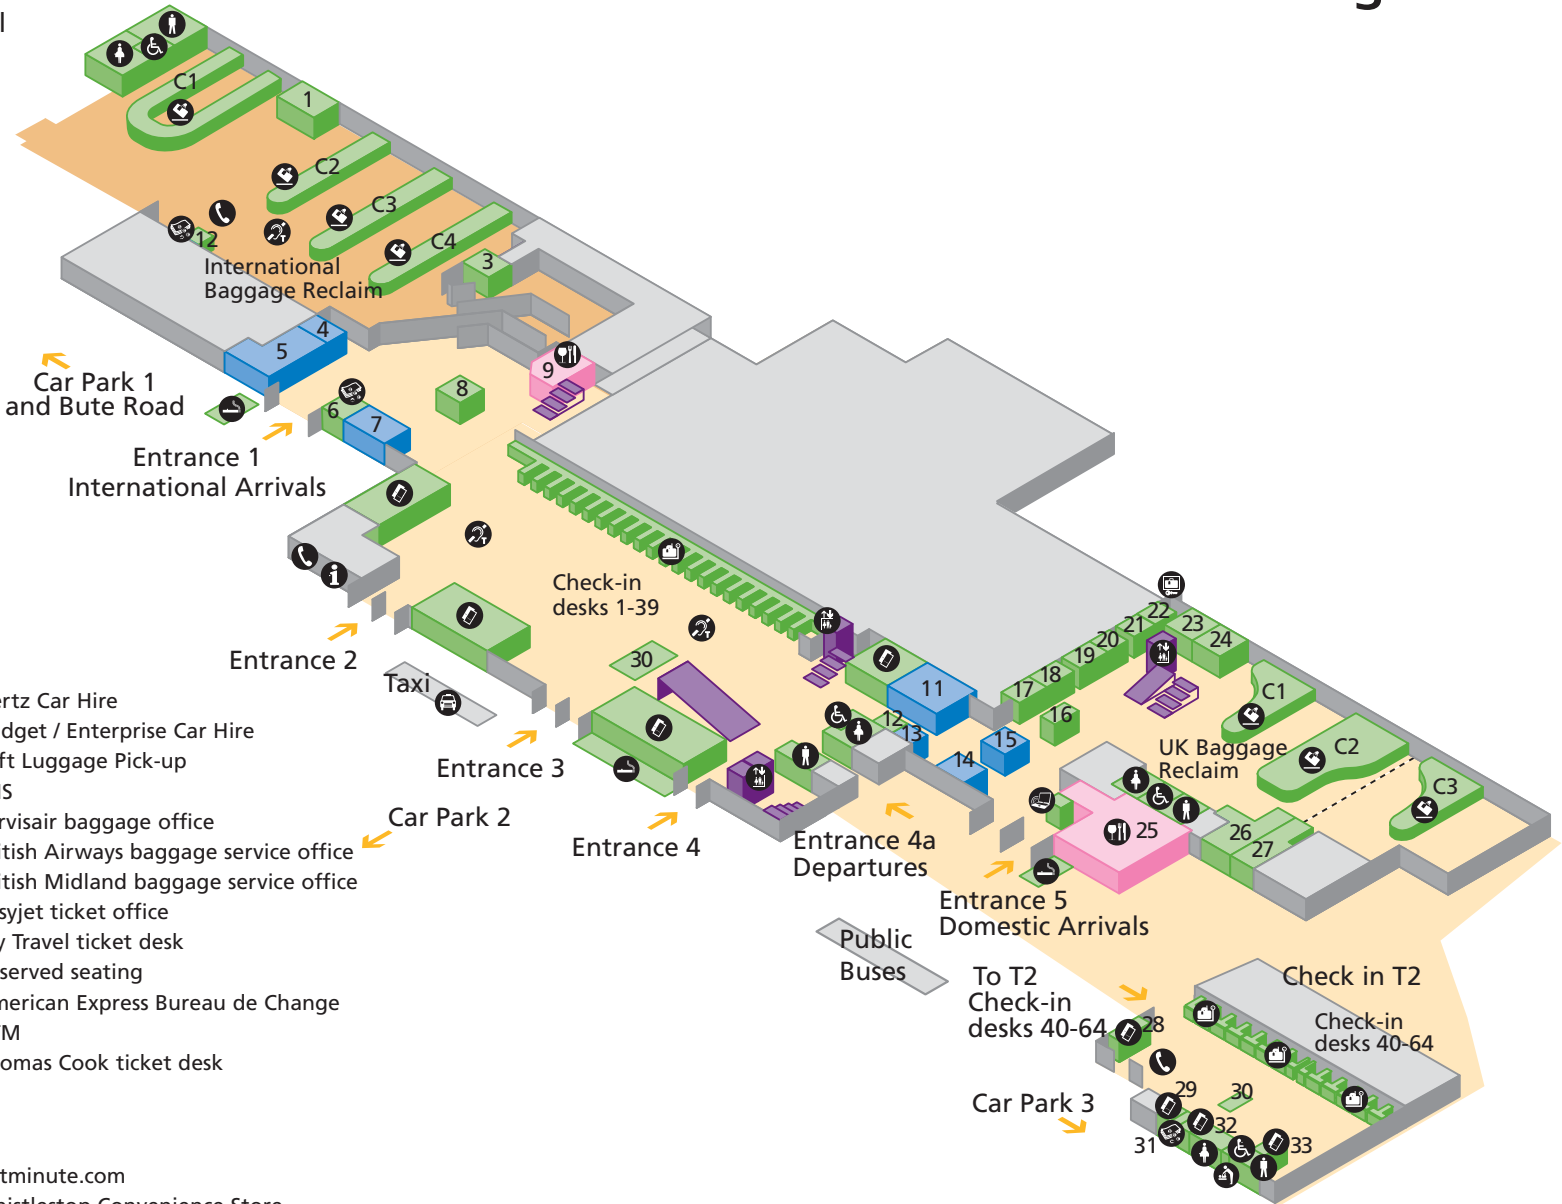 C1
1
C2
C3
C4
3
12
International
Baggage Reclaim
4
5
9
8
6
7
Car Park 1
and Bute Road
Entrance 1
International Arrivals
Check-in
desks 1-39
Entrance 2
30
Taxi
Entrance 3
Car Park 2
Entrance 4
Entrance 4a
Departures
11
12
13
14
15
16
17
18
19
20
21
22
23
24
C1
C2
C3
UK Baggage
Reclaim
25
26
27
Entrance 5
Domestic Arrivals
Public
Buses
To T2
Check-in
desks 40-64
Check in T2
Check-in
desks 40-64
28
29
30
31
32
33
Car Park 3
ertz Car Hire
dget / Enterprise Car Hire
ft Luggage Pick-up
rvisair baggage office
itish Airways baggage service office
itish Midland baggage service office
syjet ticket office
y Travel ticket desk
served seating
merican Express Bureau de Change
omas Cook ticket desk
tminute.com